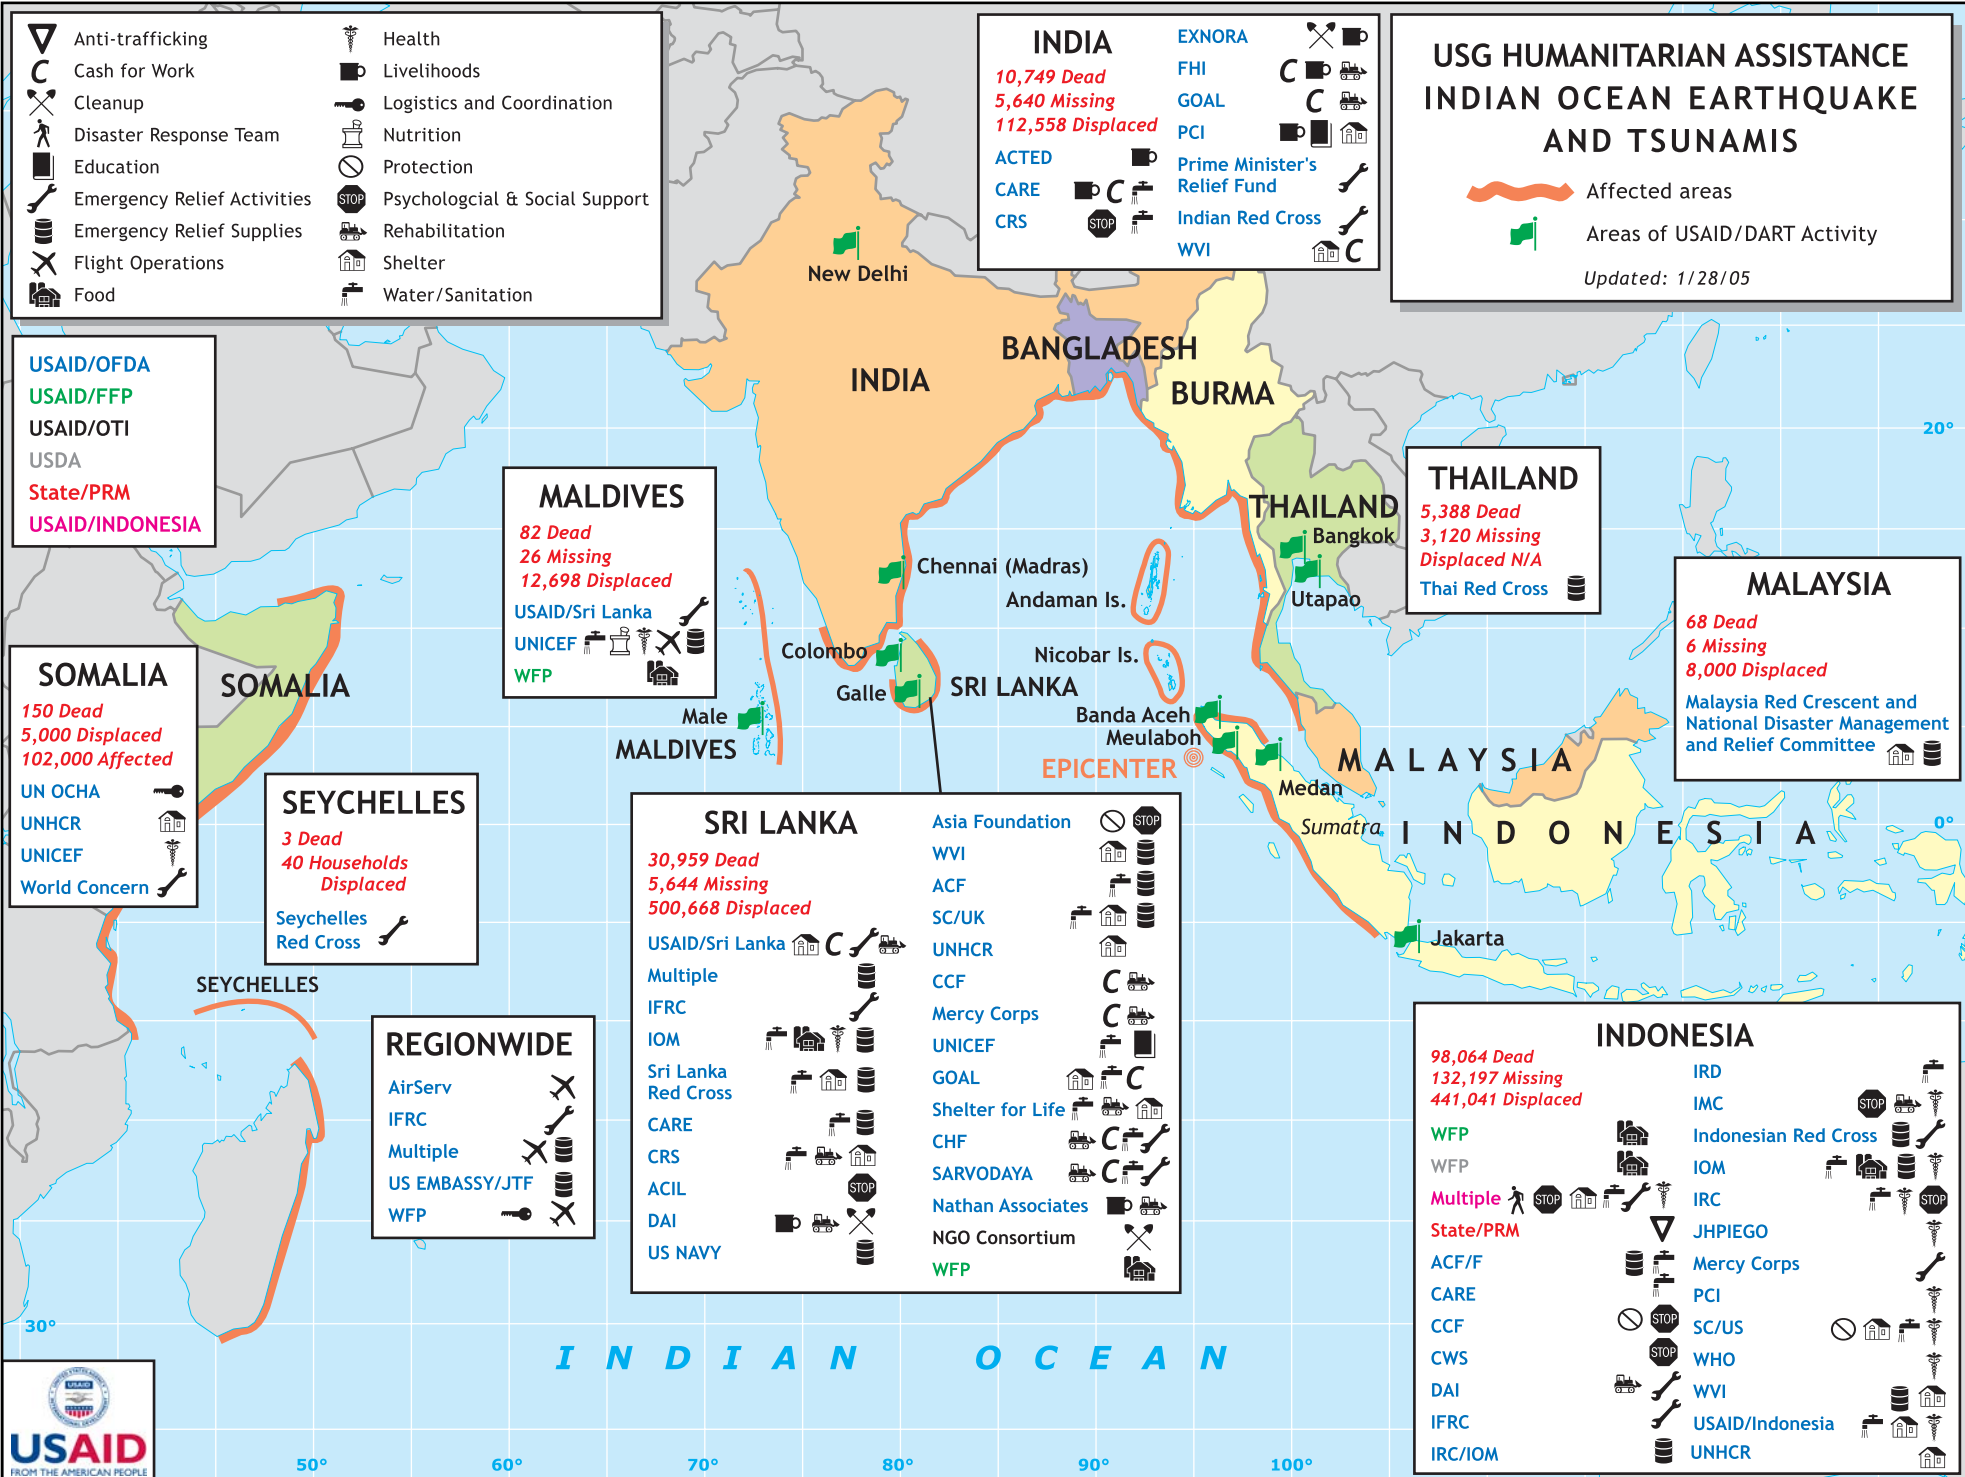 Anti-trafficking
Cash for Work
Cleanup
Disaster Response Team
Education
Emergency Relief Activities
Emergency Relief Supplies
Flight Operations
Food
Health
Livelihoods
Logistics and Coordination
Nutrition
Protection
STOP Psychologcial & Social Support
Rehabilitation
Shelter
Water/Sanitation
USAID/OFDA
USAID/FFP
USAID/OTI
USDA
State/PRM
USAID/INDONESIA
INDIA
10,749 Dead
5,640 Missing
112,558 Displaced
ACTED
CARE C
CRS STOP
EXNORA
FHI C
GOAL C
PCI
Prime Minister's
Relief Fund
Indian Red Cross
WVI C
USG HUMANITARIAN ASSISTANCE
INDIAN OCEAN EARTHQUAKE
AND TSUNAMIS
Affected areas
Areas of USAID/DART Activity
Updated: 1/28/05
New Delhi
INDIA
BANGLADESH
BURMA
THAILAND
Bangkok
Utapao
Chennai (Madras)
Andaman Is.
Nicobar Is.
Colombo
Galle
SRI LANKA
Male
MALDIVES
Banda Aceh
Meulaboh
EPICENTER
Medan
Sumatra
MALAYSIA
INDONESIA
Jakarta
SOMALIA
SEYCHELLES
INDIAN OCEAN
20°
0°
30°
50°
60°
70°
80°
90°
100°
MALDIVES
82 Dead
26 Missing
12,698 Displaced
USAID/Sri Lanka
UNICEF
WFP
THAILAND
5,388 Dead
3,120 Missing
Displaced N/A
Thai Red Cross
MALAYSIA
68 Dead
6 Missing
8,000 Displaced
Malaysia Red Crescent and
National Disaster Management
and Relief Committee
SOMALIA
150 Dead
5,000 Displaced
102,000 Affected
UN OCHA
UNHCR
UNICEF
World Concern
SEYCHELLES
3 Dead
40 Households
Displaced
Seychelles
Red Cross
REGIONWIDE
AirServ
IFRC
Multiple
US EMBASSY/JTF
WFP
SRI LANKA
30,959 Dead
5,644 Missing
500,668 Displaced
USAID/Sri Lanka C
Multiple
IFRC
IOM
Sri Lanka
Red Cross
CARE
CRS
ACIL STOP
DAI
US NAVY
Asia Foundation STOP
WVI
ACF
SC/UK
UNHCR
CCF C
Mercy Corps C
UNICEF
GOAL C
Shelter for Life
CHF C
SARVODAYA C
Nathan Associates
NGO Consortium
WFP
INDONESIA
98,064 Dead
132,197 Missing
441,041 Displaced
WFP
WFP
Multiple STOP
State/PRM
ACF/F
CARE
CCF STOP
CWS STOP
DAI
IFRC
IRC/IOM
IRD
IMC STOP
Indonesian Red Cross
IOM
IRC STOP
JHPIEGO
Mercy Corps
PCI
SC/US
WHO
WVI
USAID/Indonesia
UNHCR
USAID
USAID
FROM THE AMERICAN PEOPLE